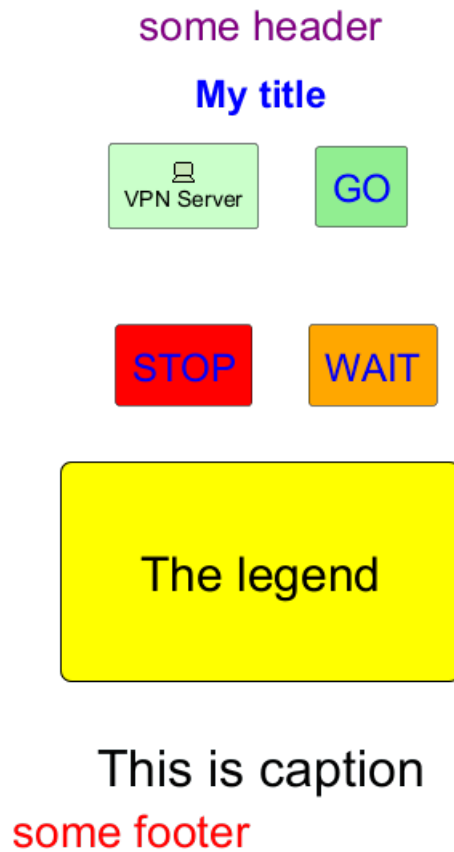 some header
My title
VPN Server
GO
STOP
WAIT
The legend
This is caption
some footer